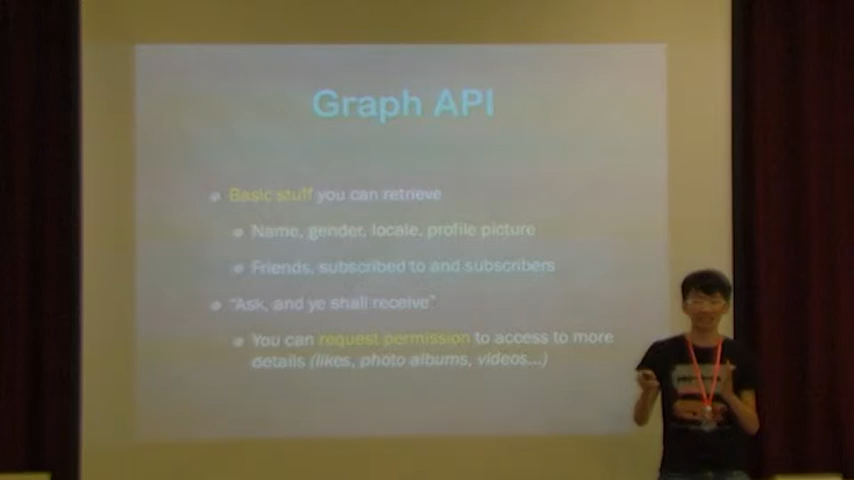 Graph API
Basic stuff you can retrieve
Name, gender, locale, profile picture
Friends, subscribed to and subscribers
"Ask, and ye shall receive"
You can request permission to access to more
details (likes, photo albums, videos...)